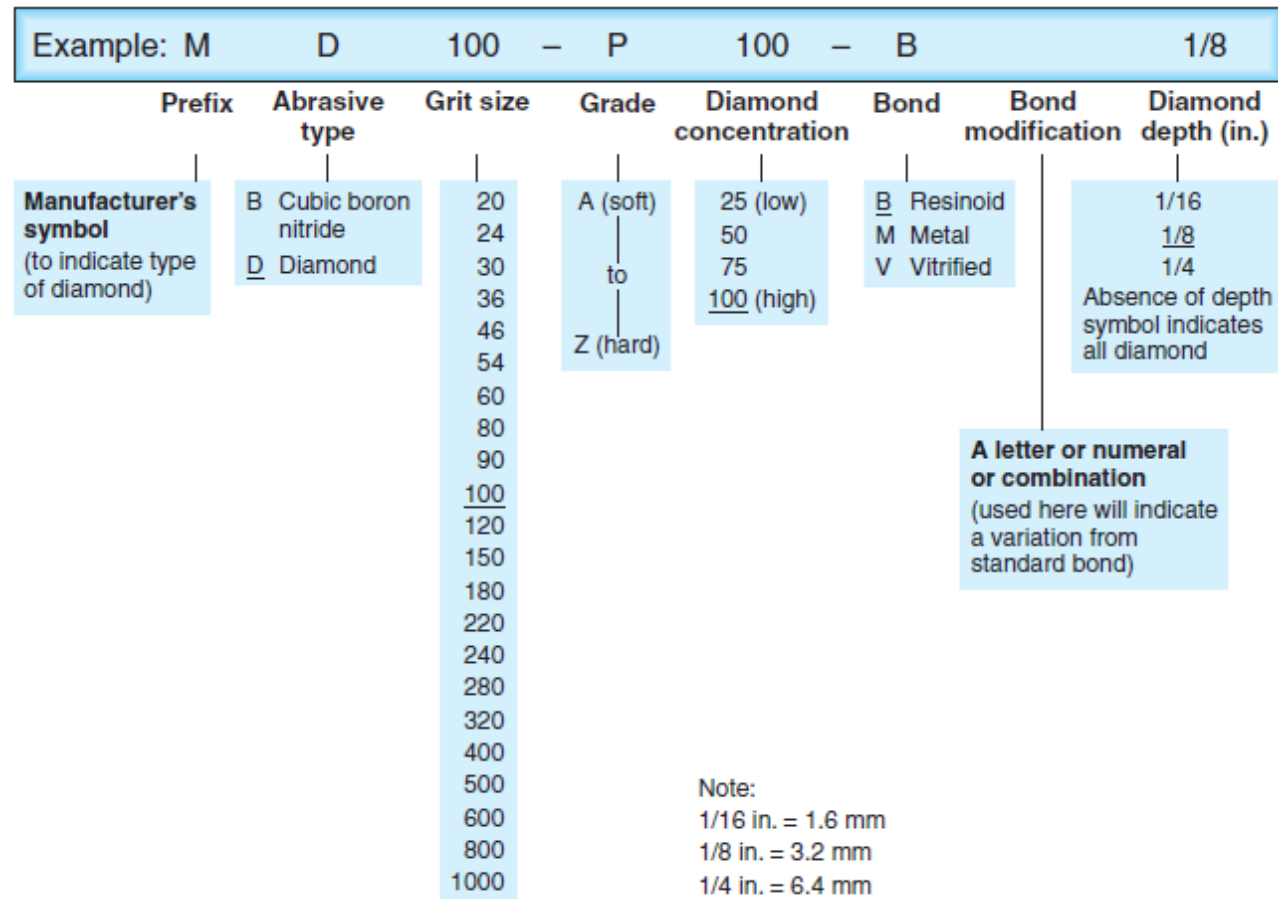 Example: M D 100 – P 100 – B 1/8
Prefix
Abrasive
type
Grit size
Grade
Diamond
concentration
Bond
Bond
modification
Diamond
depth (in.)
Manufacturer's
symbol
(to indicate type
of diamond)
B Cubic boron
nitride
D Diamond
20
24
30
36
46
54
60
80
90
100
120
150
180
220
240
280
320
400
500
600
800
1000
A (soft)
to
Z (hard)
25 (low)
50
75
100 (high)
B Resinoid
M Metal
V Vitrified
1/16
1/8
1/4
Absence of depth
symbol indicates
all diamond
A letter or numeral
or combination
(used here will indicate
a variation from
standard bond)
Note:
1/16 in. = 1.6 mm
1/8 in. = 3.2 mm
1/4 in. = 6.4 mm